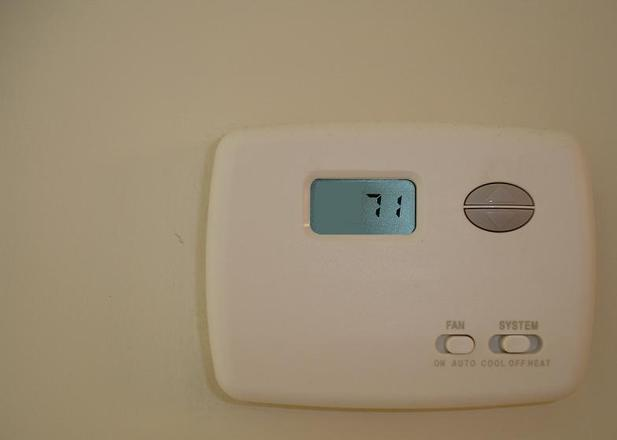 71
FAN SYSTEM
ON AUTO COOL OFF HEAT